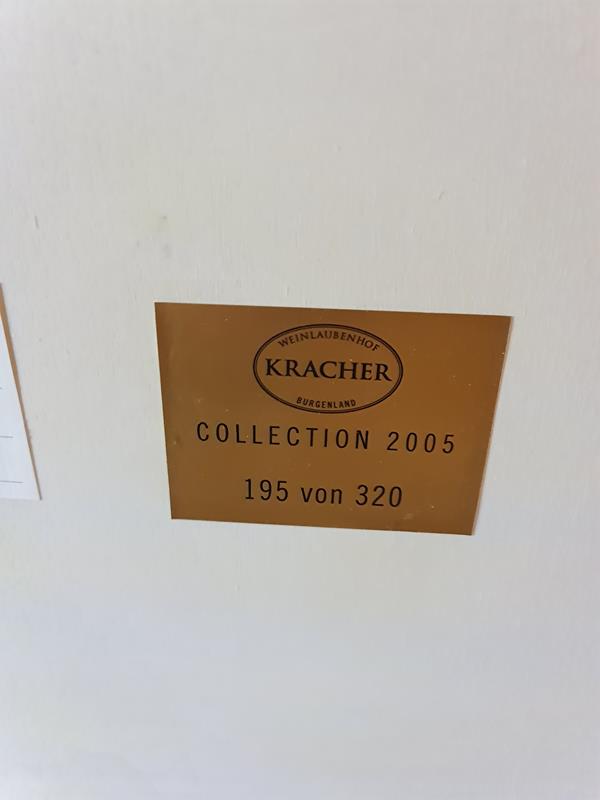 WEINLAUBENHOF
KRACHER
BURGENLAND
COLLECTION 2005
195 von 320